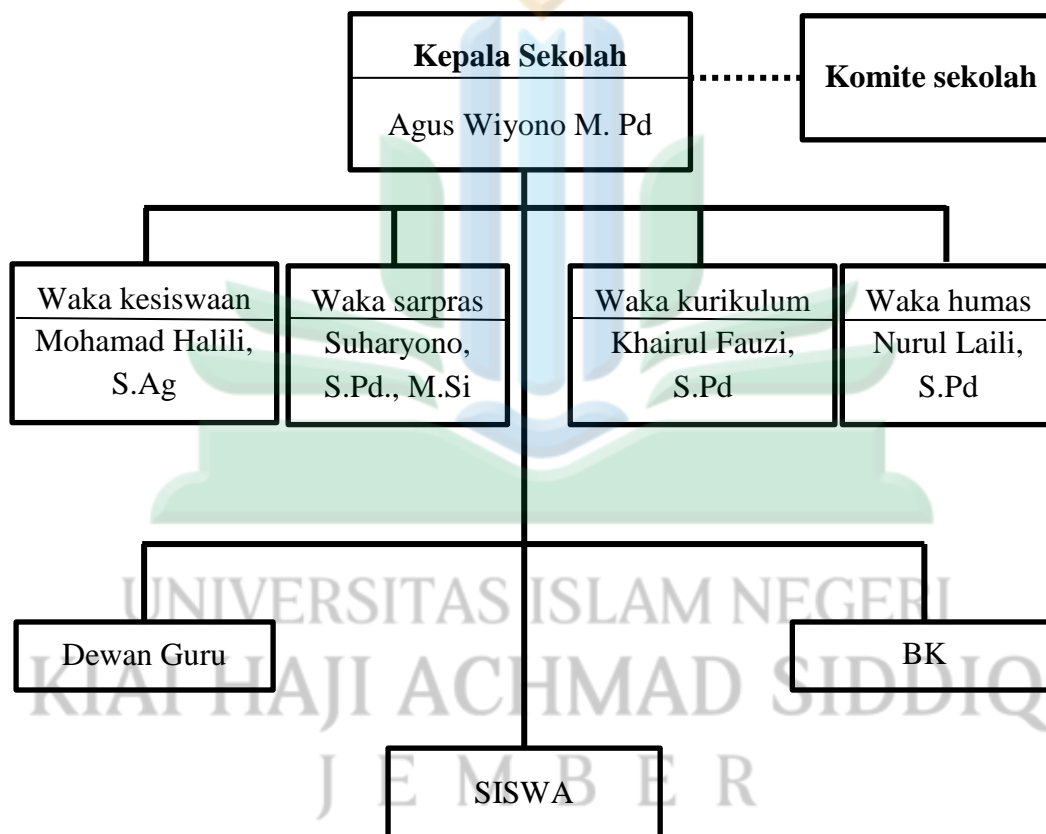 Kepala Sekolah
Agus Wiyono M. Pd
Komite sekolah
Waka kesiswaan
Mohamad Halili,
S.Ag
Waka sarpras
Suharyono,
S.Pd., M.Si
Waka kurikulum
Khairul Fauzi,
S.Pd
Waka humas
Nurul Laili,
S.Pd
UNIVERSITAS ISLAM NEGERI
Dewan Guru
BK
KIAI HAJI ACHMAD SIDDIQ
JEMBER
SISWA